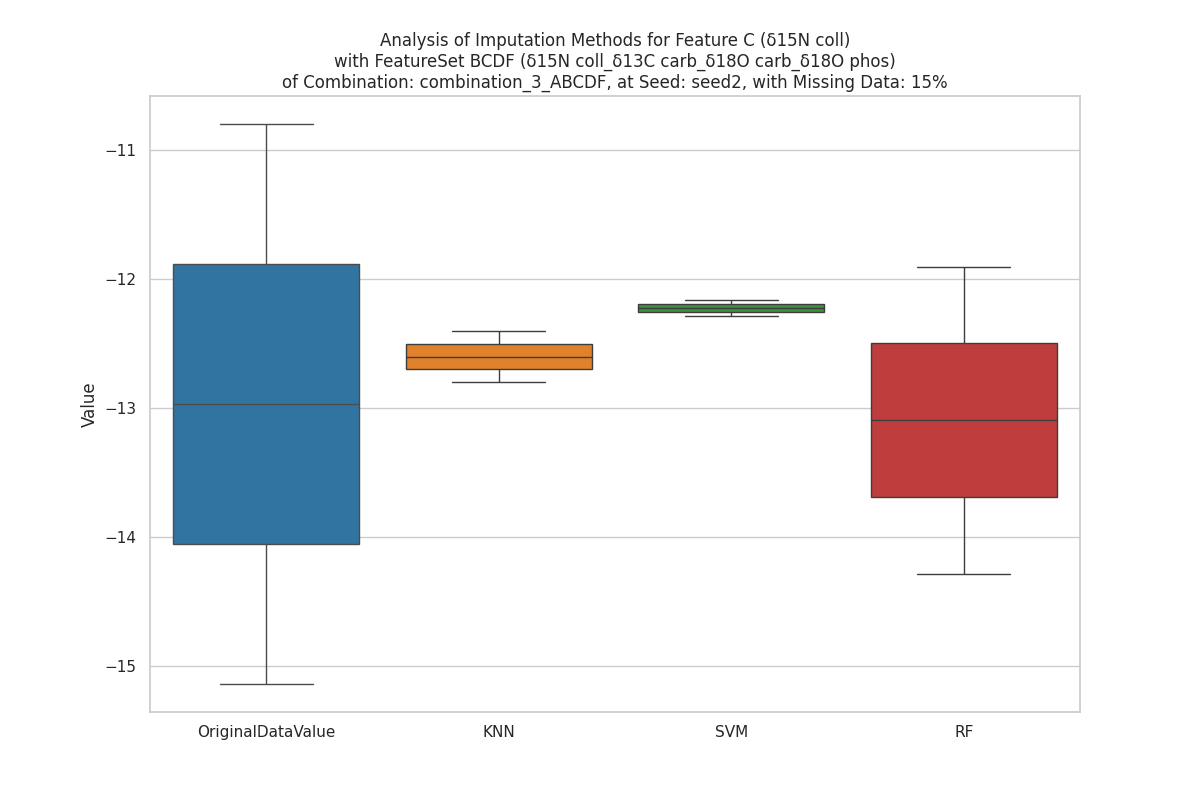 Analysis of Imputation Methods for Feature C (δ15N coll)
with FeatureSet BCDF (δ15N coll_δ13C carb_δ18O carb_δ18O phos)
of Combination: combination_3_ABCDF, at Seed: seed2, with Missing Data: 15%
−11
−12
−13
−14
−15
Value
OriginalDataValue
KNN
SVM
RF